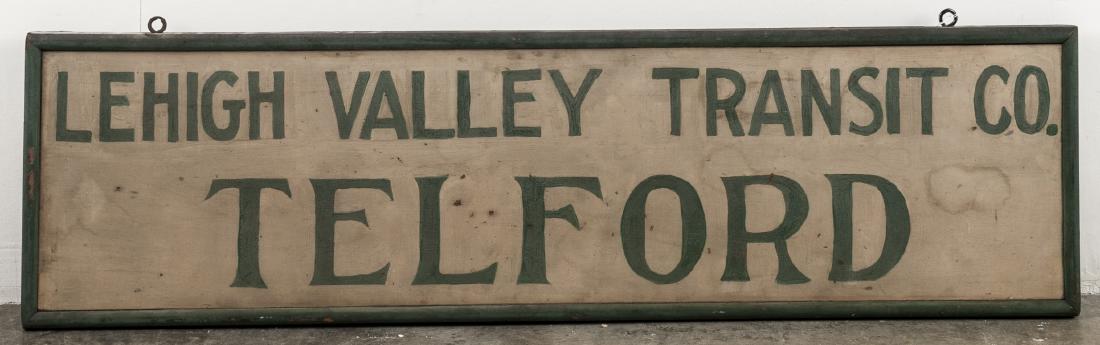 LEHIGH VALLEY TRANSIT CO.
TELFORD